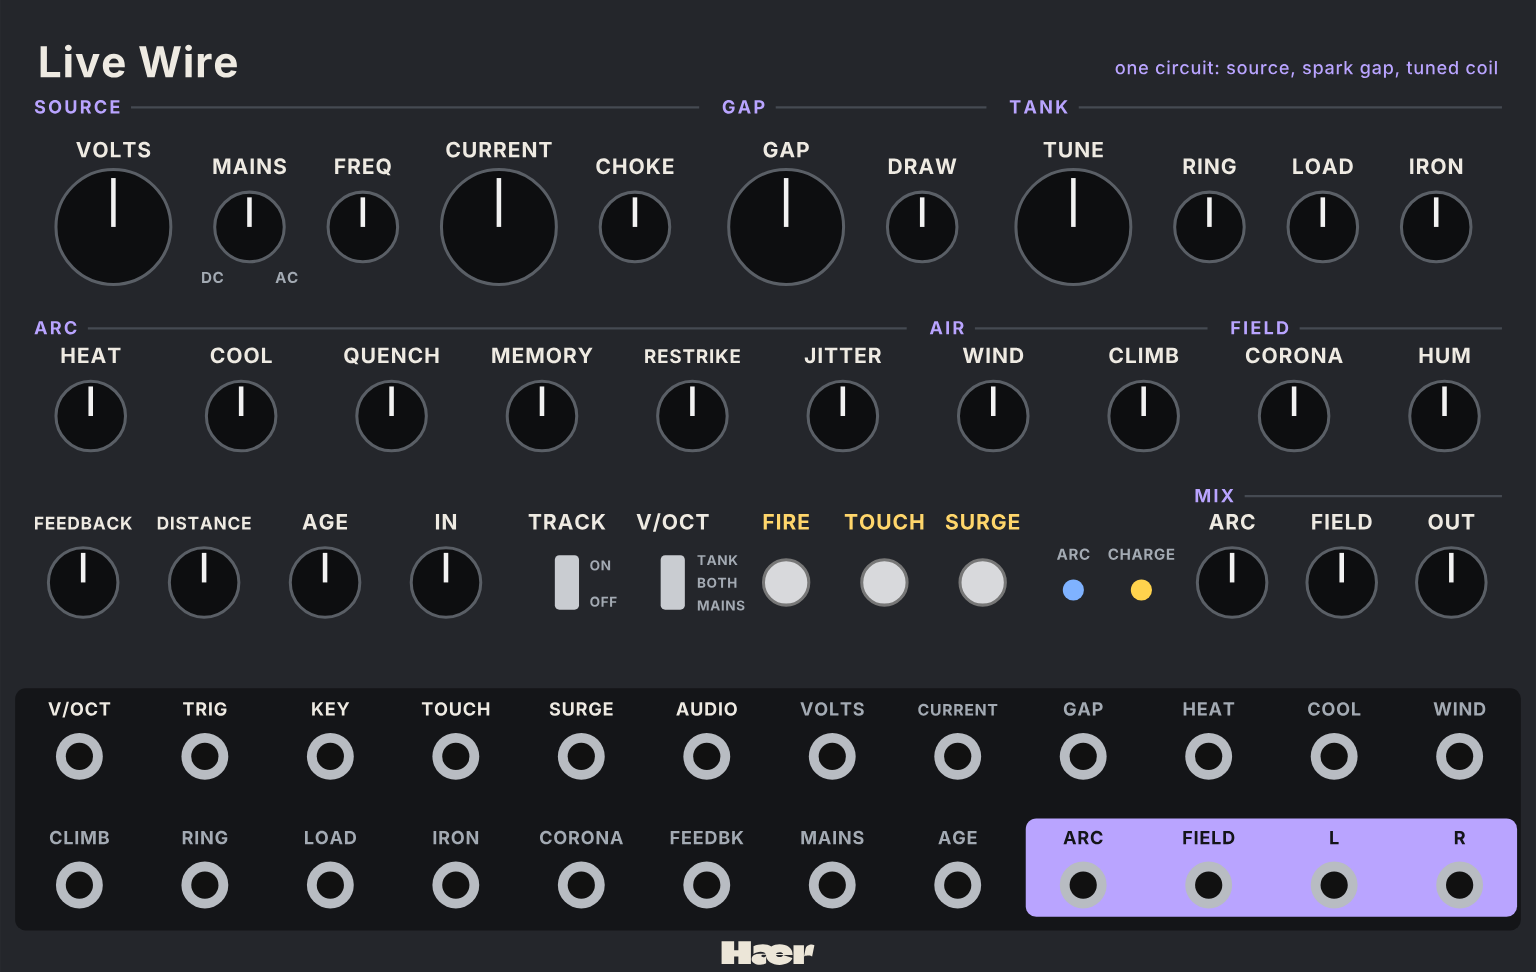 Live Wire
one circuit: source, spark gap, tuned coil
SOURCE GAP TANK
VOLTS MAINS FREQ CURRENT CHOKE GAP DRAW TUNE RING LOAD IRON
DC AC
ARC AIR FIELD
HEAT COOL QUENCH MEMORY RESTRIKE JITTER WIND CLIMB CORONA HUM
MIX
FEEDBACK DISTANCE AGE IN TRACK V/OCT FIRE TOUCH SURGE ARC FIELD OUT
ARC CHARGE
ON TANK
BOTH
OFF MAINS
V/OCT TRIG KEY TOUCH SURGE AUDIO VOLTS CURRENT GAP HEAT COOL WIND
CLIMB RING LOAD IRON CORONA FEEDBK MAINS AGE ARC FIELD L R
Hær